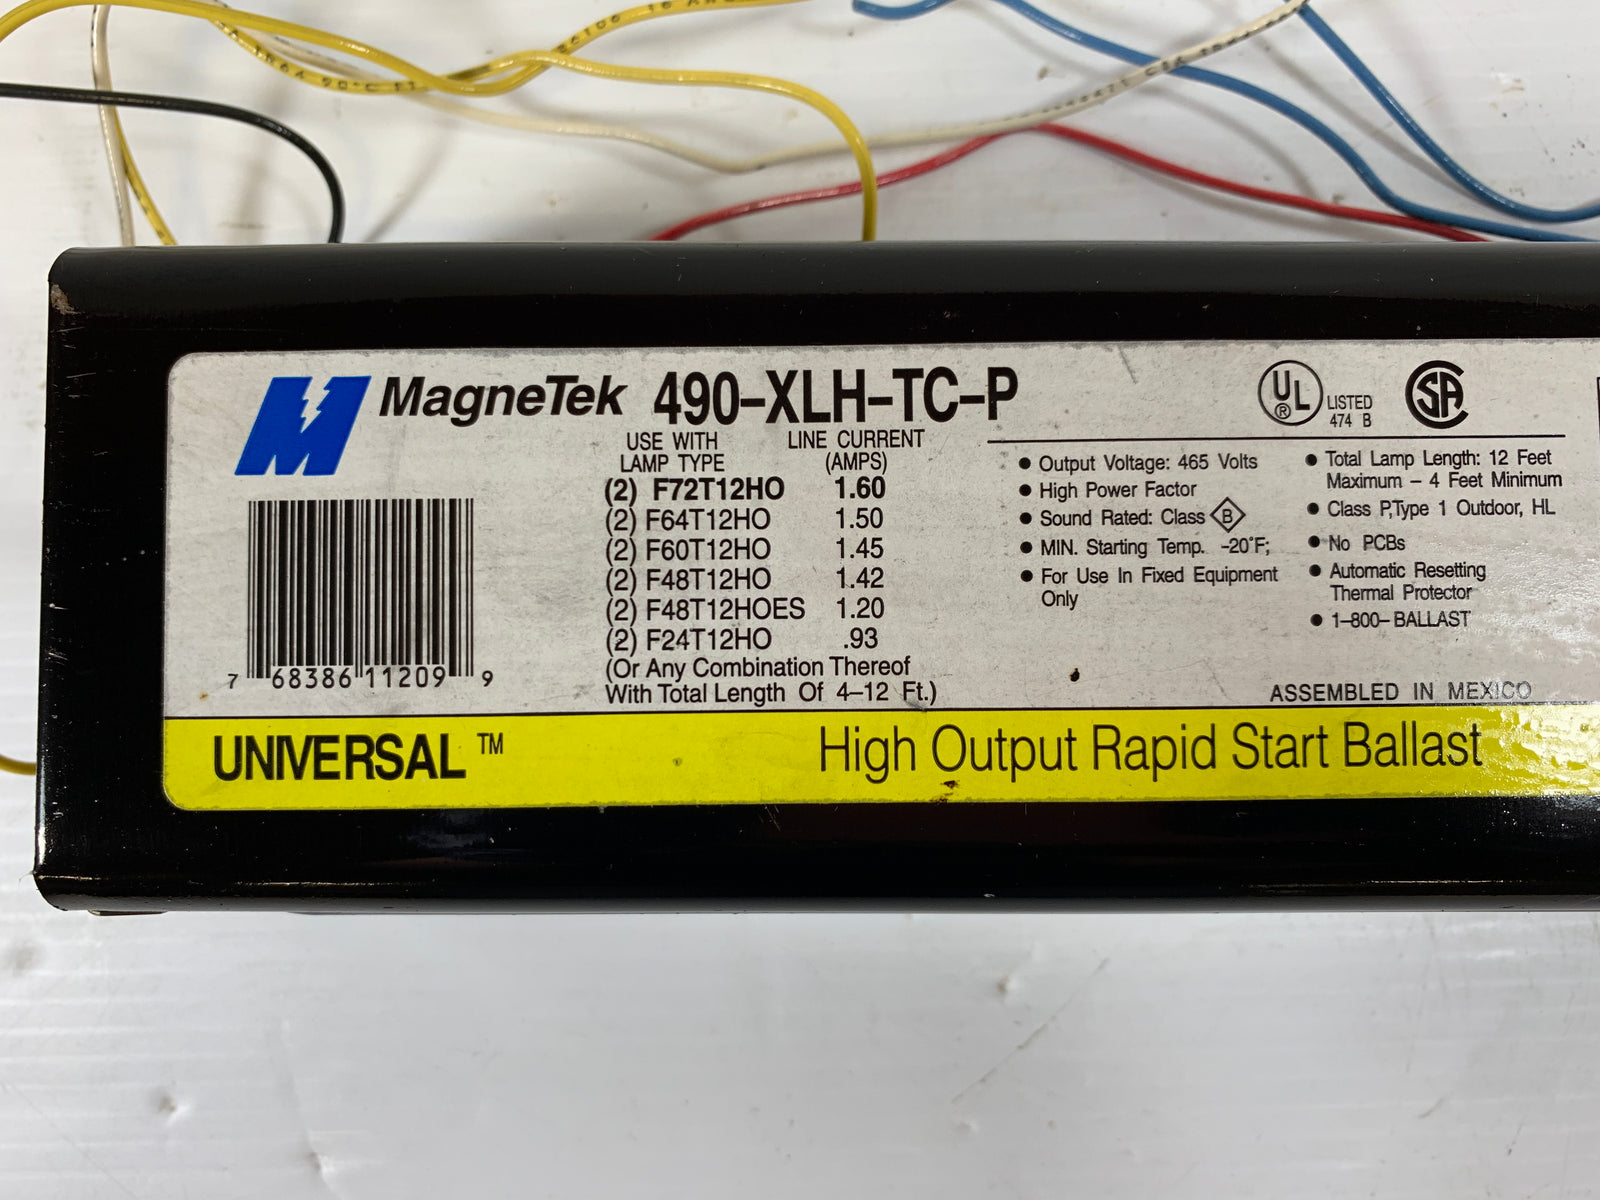 MagneTek 490-XLH-TC-P
UL ® LISTED
474 B
SA
USE WITH LAMP TYPE
LINE CURRENT (AMPS)
(2) F72T12HO 1.60
(2) F64T12HO 1.50
(2) F60T12HO 1.45
(2) F48T12HO 1.42
(2) F48T12HOES 1.20
(2) F24T12HO .93
(Or Any Combination Thereof
With Total Length Of 4-12 Ft.)
• Output Voltage: 465 Volts
• High Power Factor
• Sound Rated: Class B
• MIN. Starting Temp. -20°F;
• For Use In Fixed Equipment
Only
• Total Lamp Length: 12 Feet
Maximum - 4 Feet Minimum
• Class P,Type 1 Outdoor, HL
• No PCBs
• Automatic Resetting
Thermal Protector
• 1-800-BALLAST
7 68386 11209 9
ASSEMBLED IN MEXICO
UNIVERSAL™
High Output Rapid Start Ballast